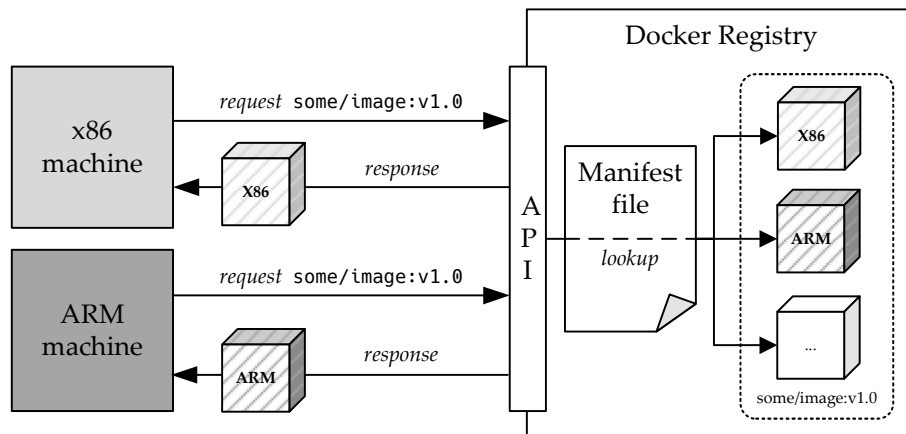 Docker Registry
x86
machine
request some/image:v1.0
X86
response
ARM
machine
request some/image:v1.0
ARM
response
A
P
I
Manifest
file
lookup
X86
ARM
...
some/image:v1.0